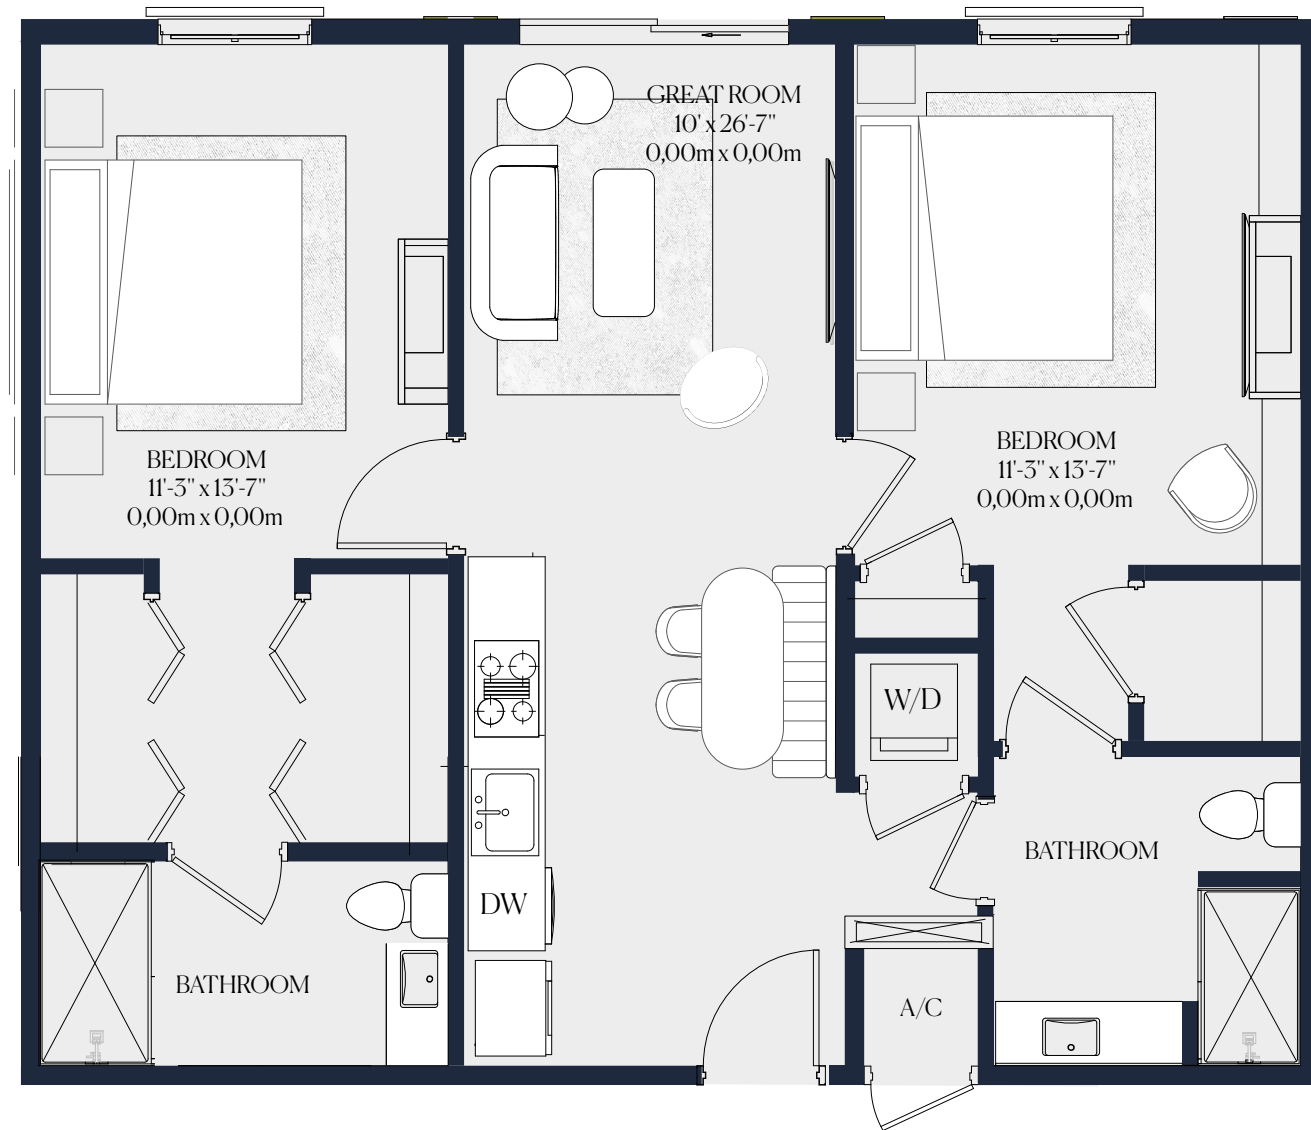 GREAT ROOM
10' x 26'-7"
0,00m x 0,00m
BEDROOM
11'-3" x 13'-7"
0,00m x 0,00m
BEDROOM
11'-3" x 13'-7"
0,00m x 0,00m
W/D
BATHROOM
DW
BATHROOM
A/C